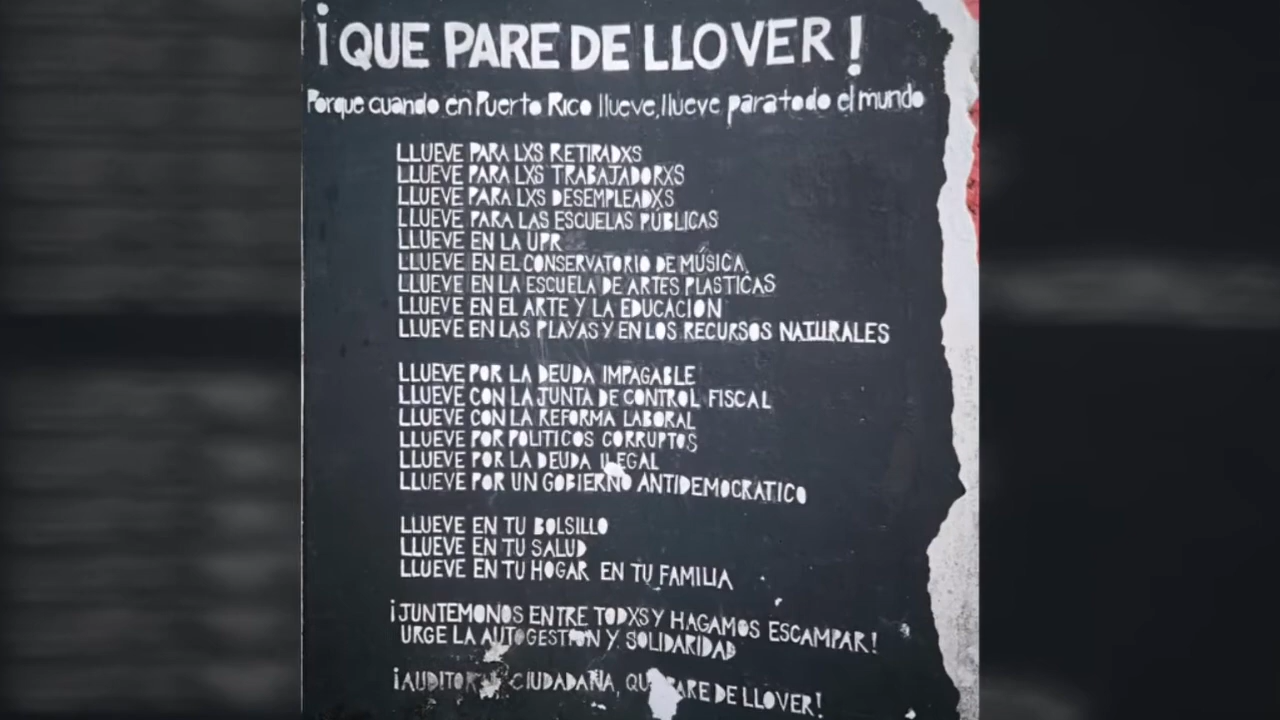 ¡QUE PARE DE LLOVER!
Porque cuando en Puerto Rico llueve, llueve para todo el mundo
LLUEVE PARA LXS RETIRADXS
LLUEVE PARA LXS TRABAJADORXS
LLUEVE PARA LXS DESEMPLEADXS
LLUEVE PARA LAS ESCUELAS PÚBLICAS
LLUEVE EN LA UPR
LLUEVE EN EL CONSERVATORIO DE MÚSICA
LLUEVE EN LA ESCUELA DE ARTES PLASTICAS
LLUEVE EN EL ARTE Y LA EDUCACION
LLUEVE EN LAS PLAYAS Y EN LOS RECURSOS NATURALES
LLUEVE POR LA DEUDA IMPAGABLE
LLUEVE CON LA JUNTA DE CONTROL FISCAL
LLUEVE CON LA REFORMA LABORAL
LLUEVE POR POLITICOS CORRUPTOS
LLUEVE POR LA DEUDA ILEGAL
LLUEVE POR UN GOBIERNO ANTIDEMOCRATICO
LLUEVE EN TU BOLSILLO
LLUEVE EN TU SALUD
LLUEVE EN TU HOGAR EN TU FAMILIA
¡JUNTEMONOS ENTRE TODXS Y HAGAMOS ESCAMPAR!
URGE LA AUTOGESTION Y SOLIDARIDAD
CIUDADANA, PARE DE LLOVER!